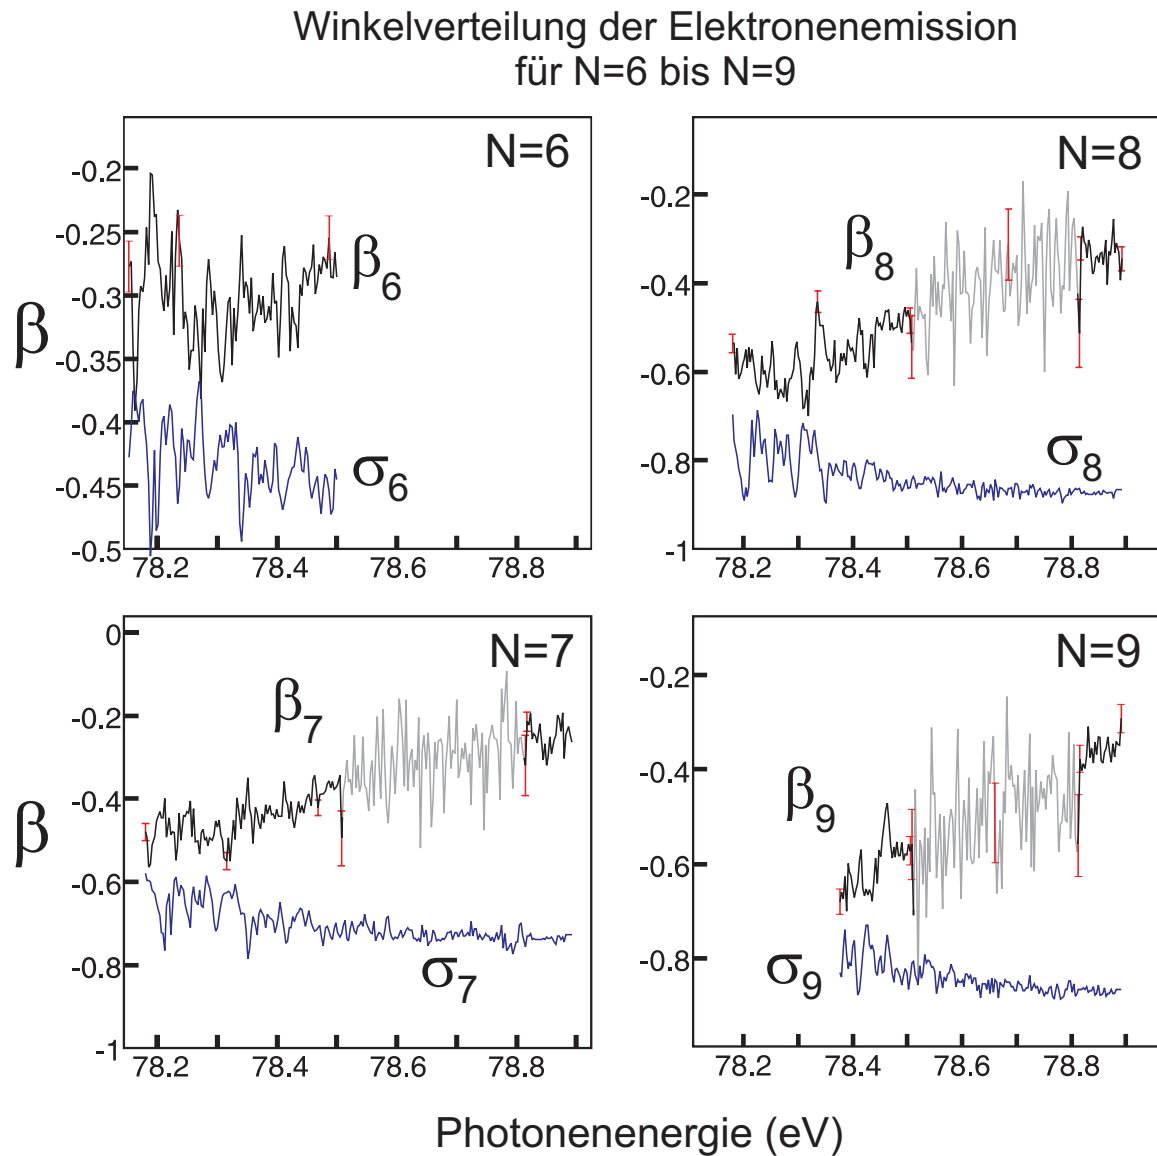 Winkelverteilung der Elektronenemission
für N=6 bis N=9
N=6
-0.2
-0.25
-0.3
-0.35
-0.4
-0.45
-0.5
β
β6
σ6
78.2 78.4 78.6 78.8
N=8
-0.2
-0.4
-0.6
-0.8
-1
β8
σ8
78.2 78.4 78.6 78.8
N=7
0
-0.2
-0.4
-0.6
-0.8
-1
β
β7
σ7
78.2 78.4 78.6 78.8
N=9
-0.2
-0.4
-0.6
-0.8
β9
σ9
78.2 78.4 78.6 78.8
Photonenenergie (eV)